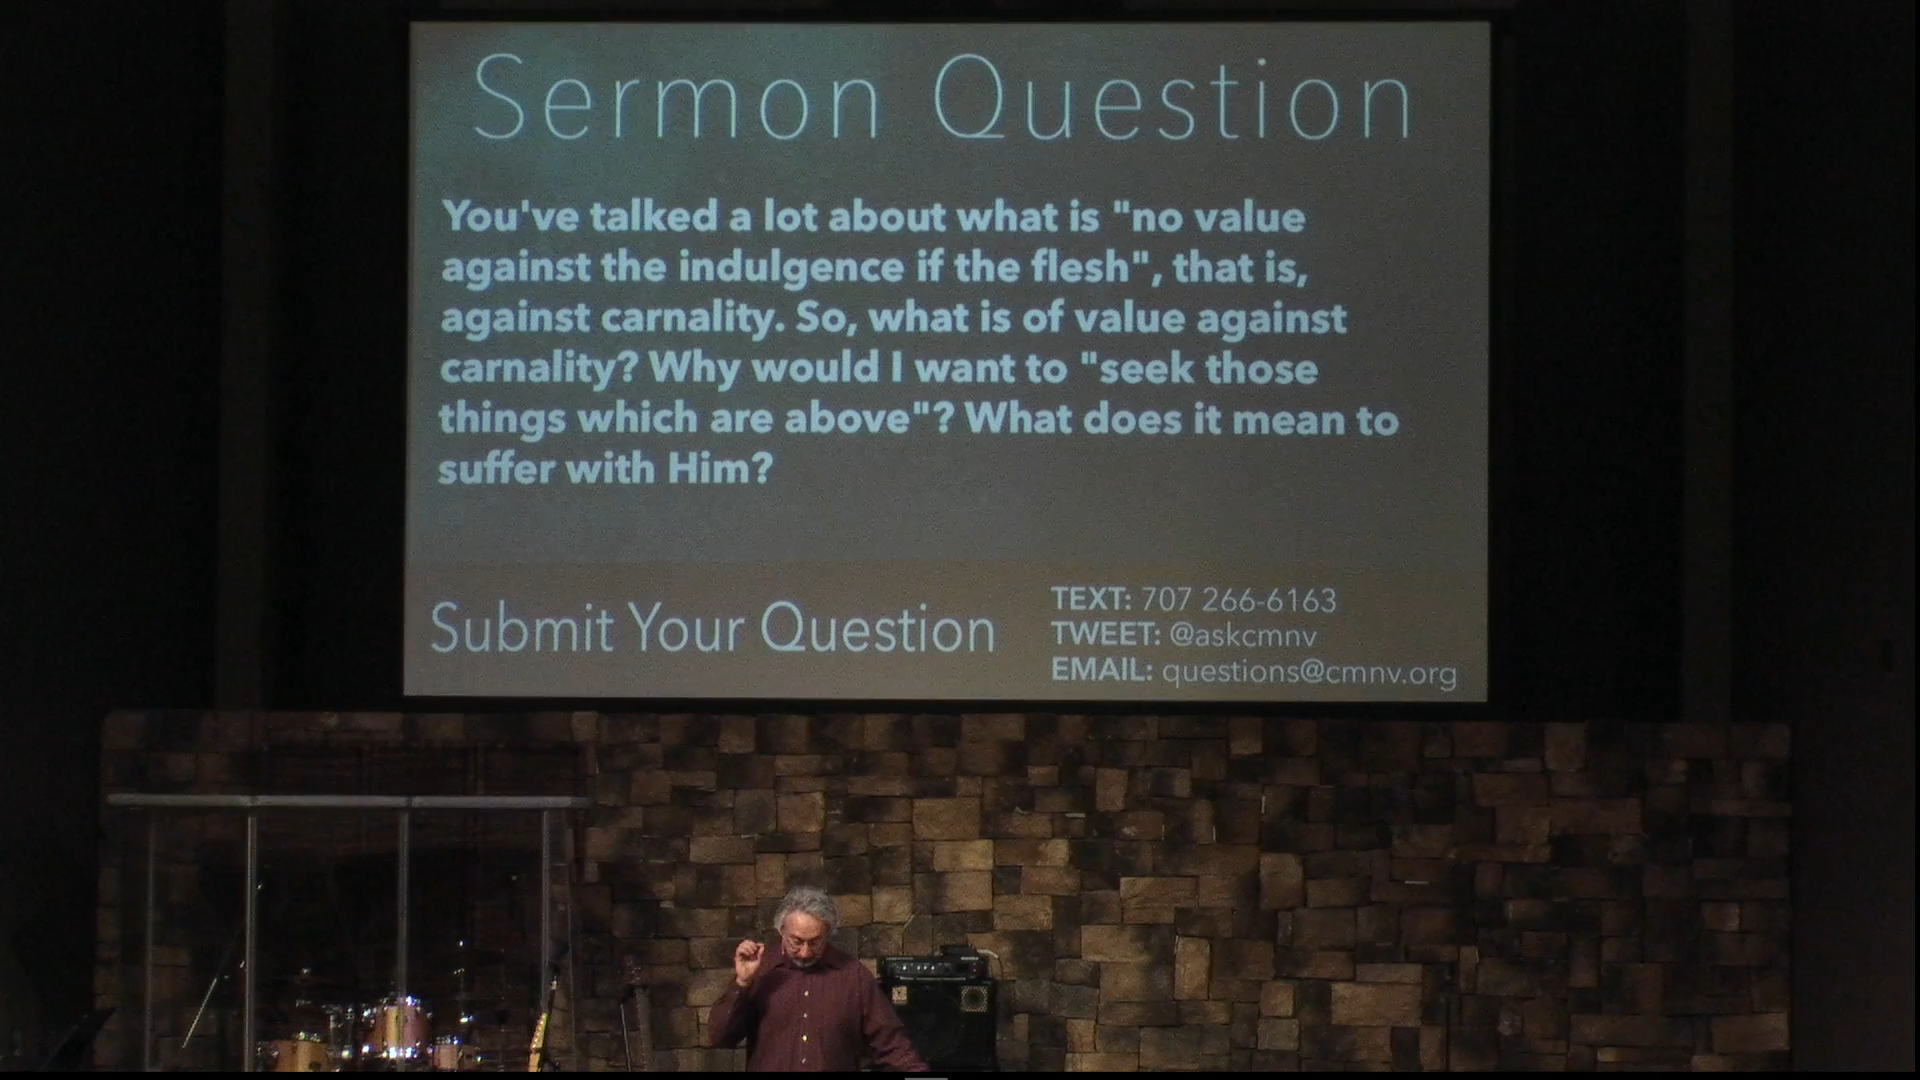 Sermon Question
You've talked a lot about what is "no value
against the indulgence if the flesh", that is,
against carnality. So, what is of value against
carnality? Why would I want to "seek those
things which are above"? What does it mean to
suffer with Him?
Submit Your Question
TEXT: 707 266-6163
TWEET: @askcmnv
EMAIL: questions@cmnv.org